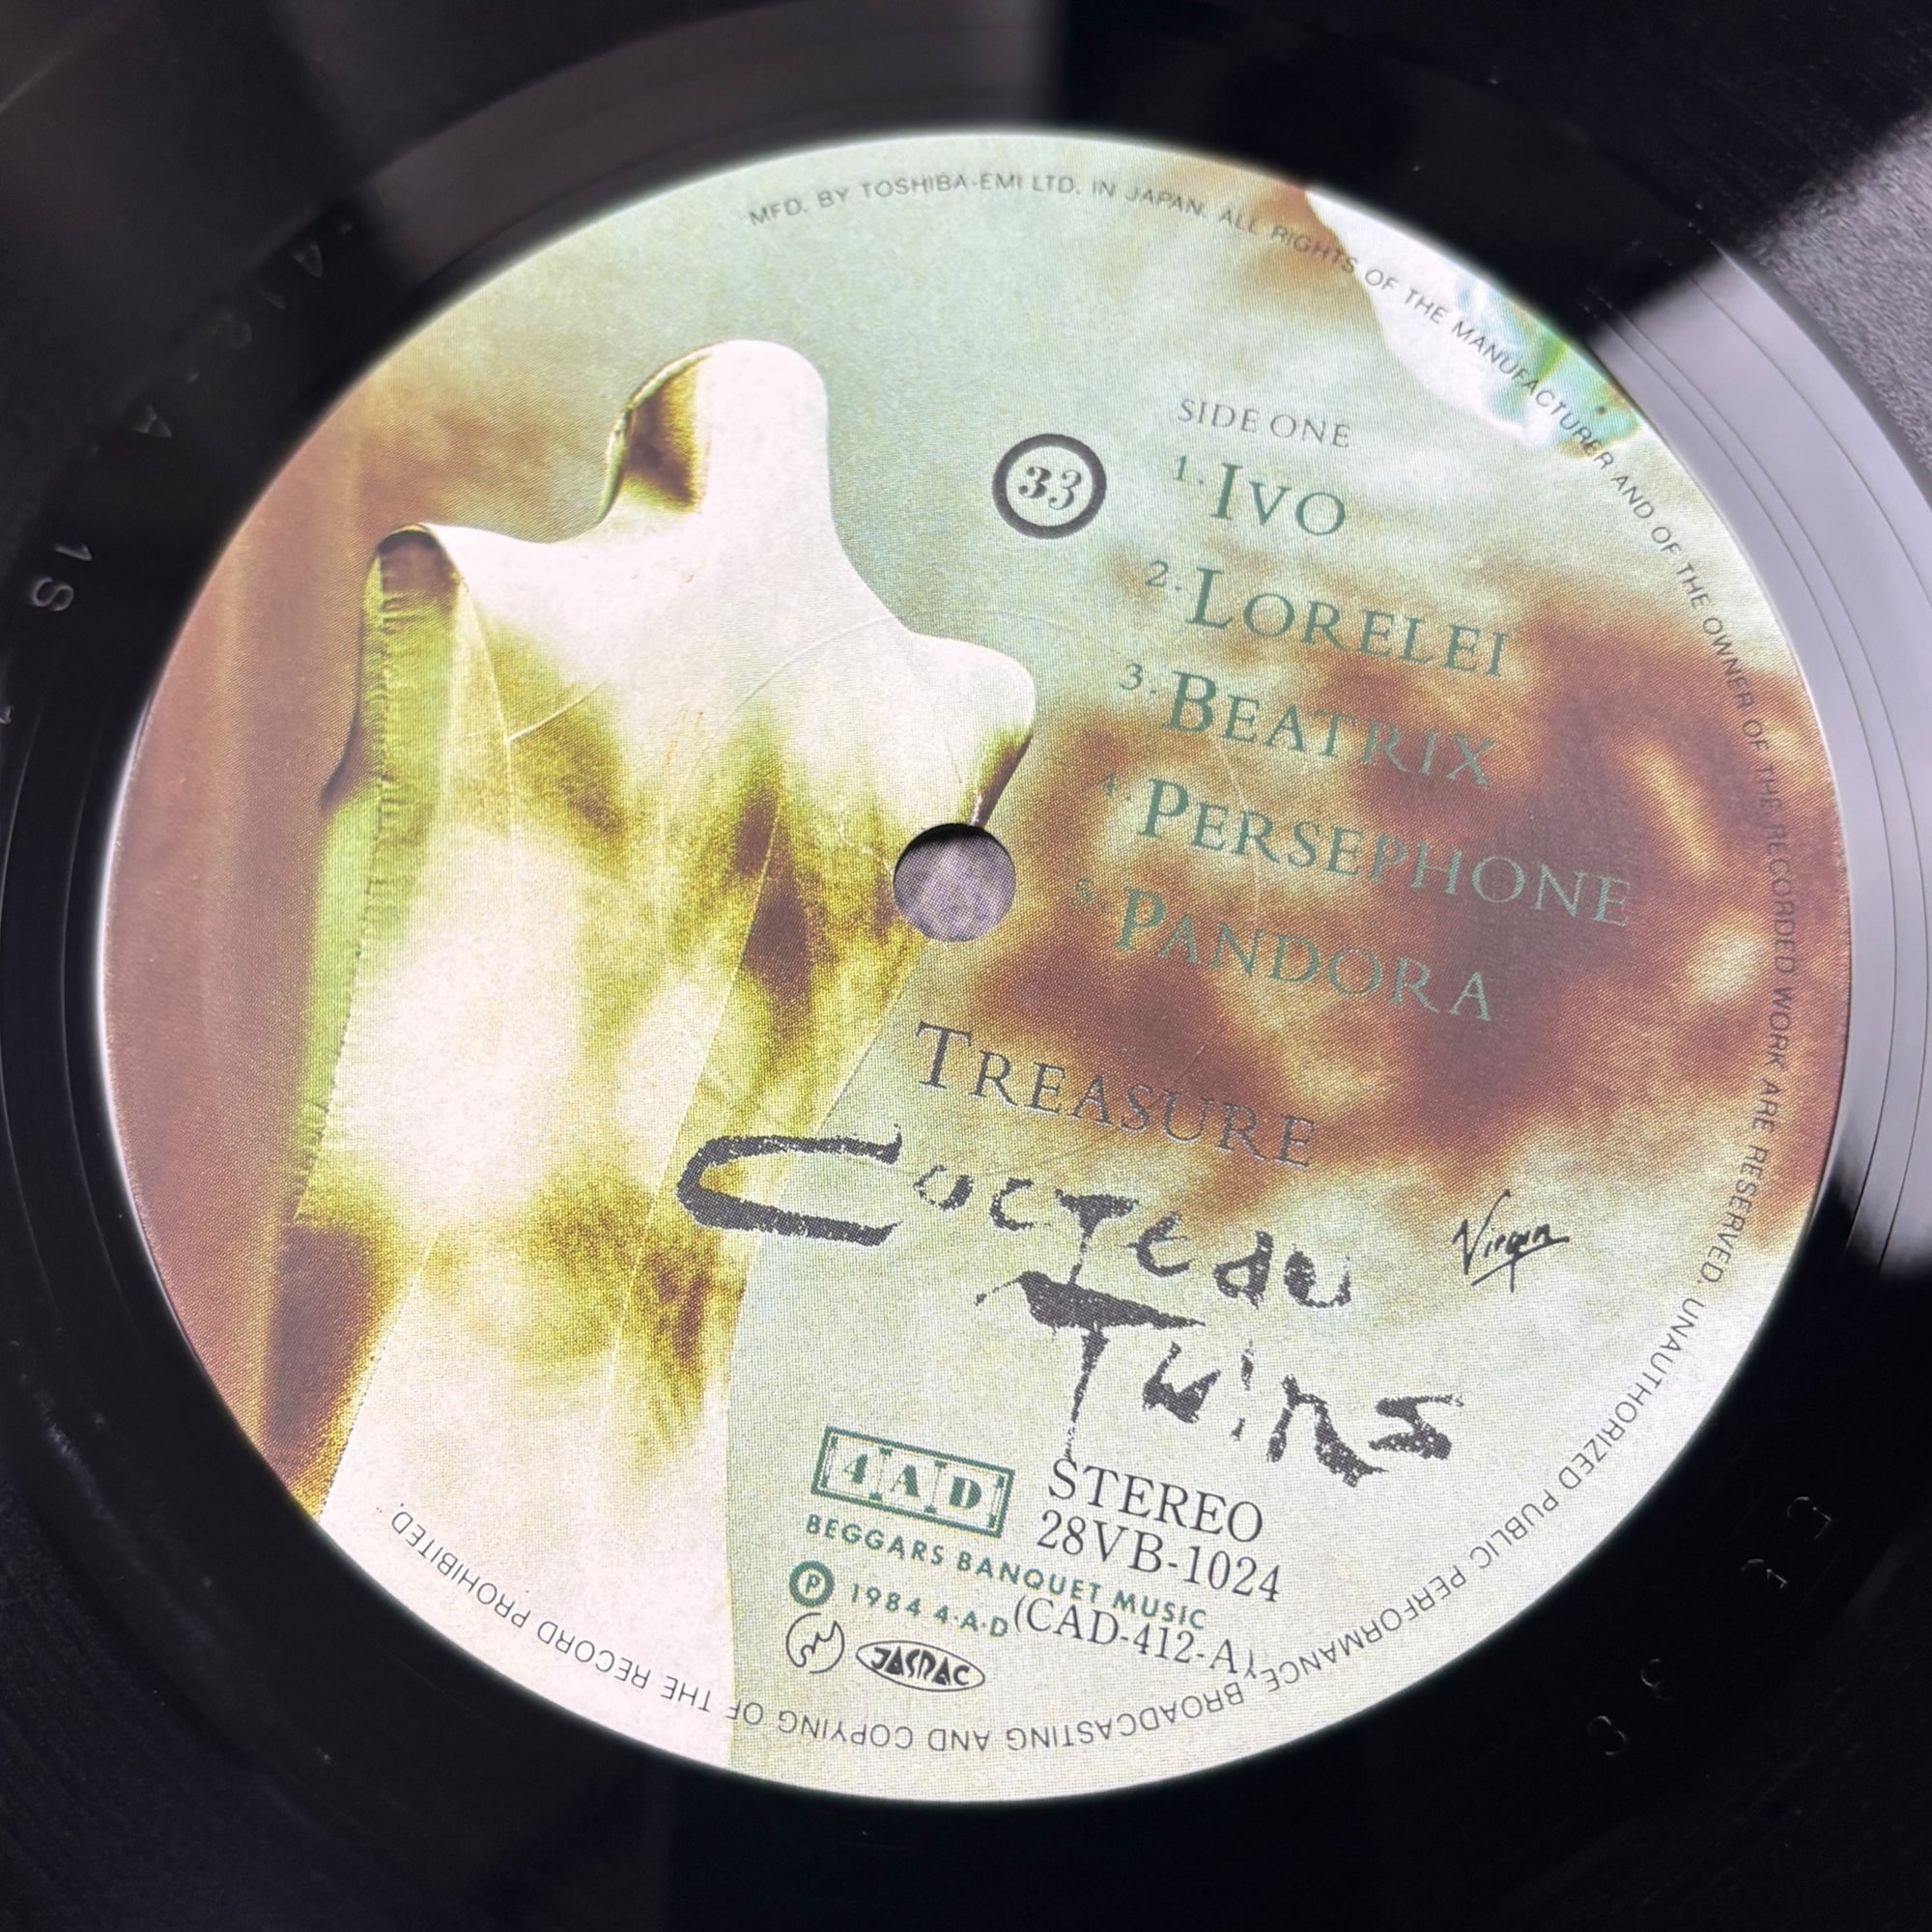 MFD. BY TOSHIBA-EMI LTD. IN JAPAN. ALL RIGHTS OF THE MANUFACTURER AND OF THE OWNER OF THE RECORDED WORK ARE RESERVED. UNAUTHORIZED PUBLIC PERFORMANCE, BROADCASTING AND COPYING OF THE RECORD PROHIBITED.
SIDE ONE
33
1. IVO
2. LORELEI
3. BEATRIX
4. PERSEPHONE
5. PANDORA
TREASURE
COCTEAU
TWINS
Virgin
4AD
STEREO
28VB-1024
BEGGARS BANQUET MUSIC
Ⓟ 1984 4·A·D
(CAD-412-A)
JASRAC
1S